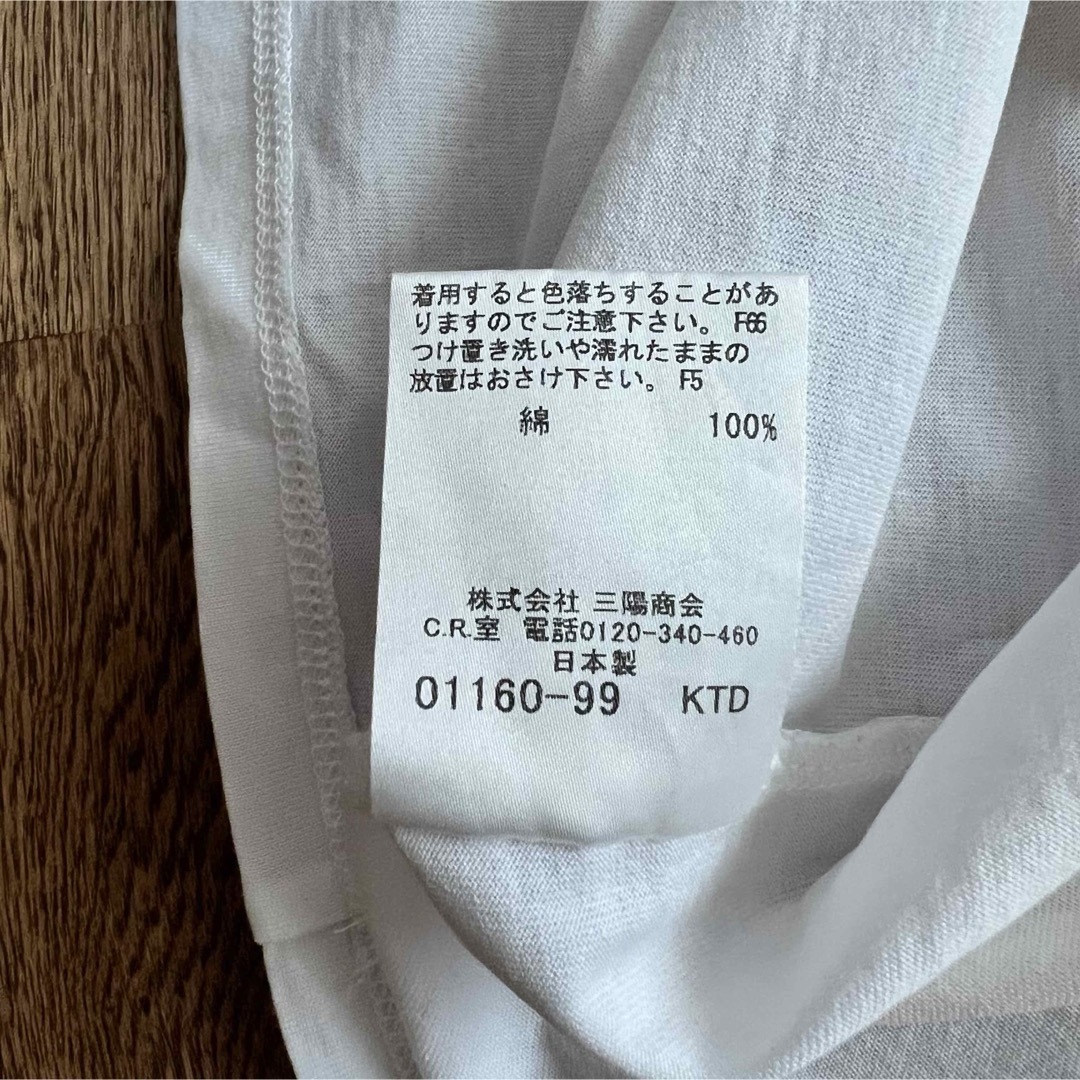 着用すると色落ちすることがあ
りますのでご注意下さい。 F66
つけ置き洗いや濡れたままの
放置はおさけ下さい。 F5
綿 100%
株式会社 三陽商会
C.R.室 電話0120-340-460
日本製
01160-99 KTD